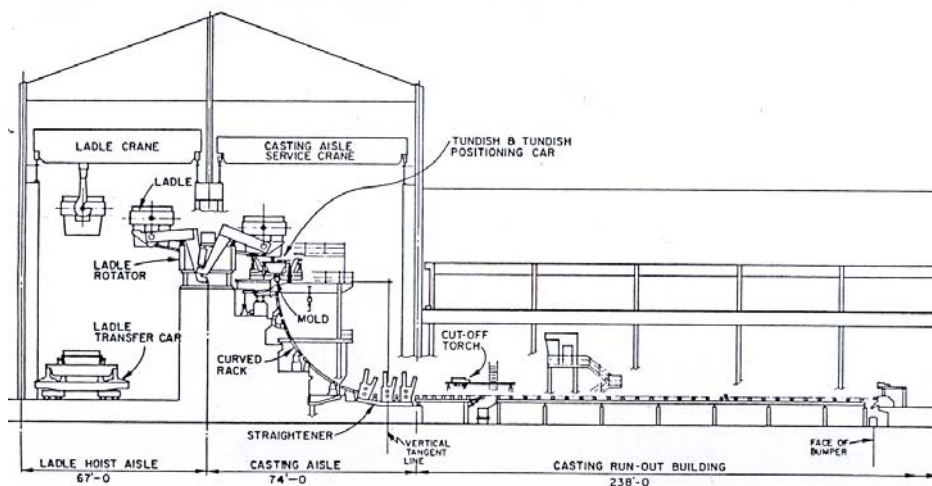 LADLE CRANE
CASTING AISLE
SERVICE CRANE
TUNDISH & TUNDISH
POSITIONING CAR
LADLE
LADLE
ROTATOR
LADLE
TRANSFER CAR
MOLD
CURVED
RACK
CUT-OFF
TORCH
STRAIGHTENER
VERTICAL
TANGENT
LINE
FACE OF
BUMPER
LADLE HOIST AISLE
67'-0
CASTING AISLE
74'-0
CASTING RUN-OUT BUILDING
238'-0